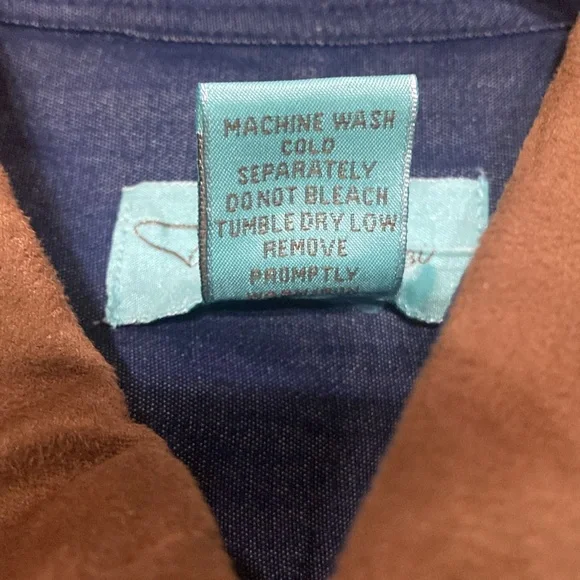 MACHINE WASH
COLD
SEPARATELY
DO NOT BLEACH
TUMBLE DRY LOW
REMOVE
PROMPTLY